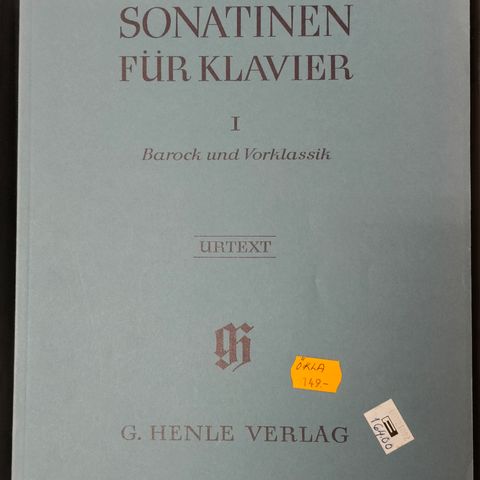 SONATINEN
FÜR KLAVIER
I
Barock und Vorklassik
URTEXT
G. HENLE VERLAG
ÖKLA
149.-